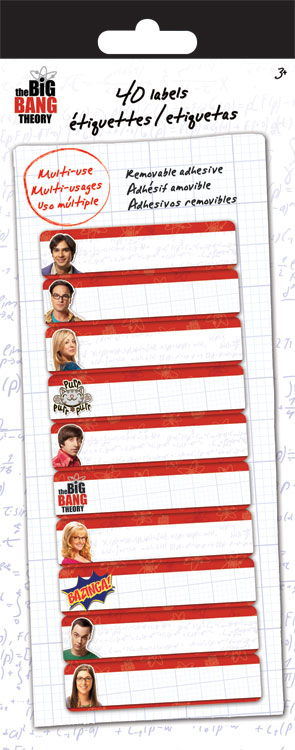 the BIG
BANG
THEORY
40 labels
étiquettes/etiquetas
3+
Multi-use
Multi-usages
Uso múltiple
Removable adhesive
Adhésif amovible
Adhesivos removibles
Purr
purr purr
the BIG
BANG
THEORY
BAZINGA!